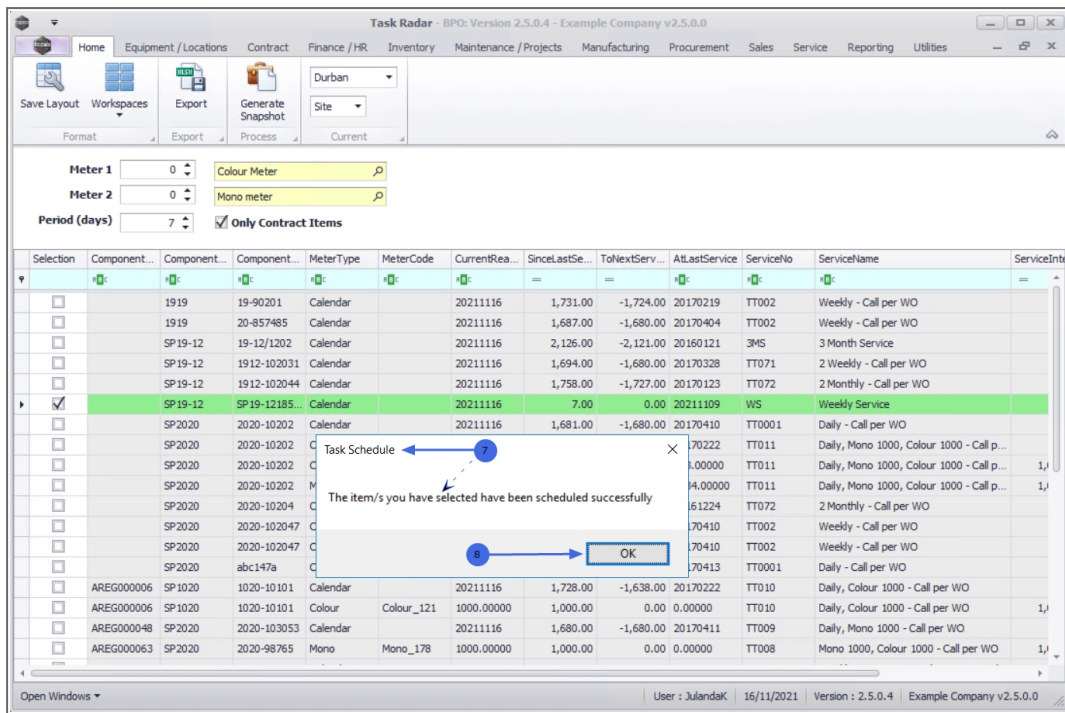 Task Radar - BPO: Version 2.5.0.4 - Example Company v2.5.0.0
Home Equipment / Locations Contract Finance / HR Inventory Maintenance / Projects Manufacturing Procurement Sales Service Reporting Utilities
Save Layout Workspaces Export Generate Snapshot Durban
Site
Format Export Process Current
Meter 1 0 Colour Meter
Meter 2 0 Mono meter
Period (days) 7 Only Contract Items
Selection Component... Component... Component... MeterType MeterCode CurrentRea... SinceLastSe... ToNextServ... AtLastService ServiceNo ServiceName ServiceInte
1919 19-90201 Calendar 20211116 1,731.00 -1,724.00 20170219 TT002 Weekly - Call per WO
1919 20-857485 Calendar 20211116 1,687.00 -1,680.00 20170404 TT002 Weekly - Call per WO
SP19-12 19-12/1202 Calendar 20211116 2,126.00 -2,121.00 20160121 3MS 3 Month Service
SP19-12 1912-102031 Calendar 20211116 1,694.00 -1,680.00 20170328 TT071 2 Weekly - Call per WO
SP19-12 1912-102044 Calendar 20211116 1,758.00 -1,727.00 20170123 TT072 2 Monthly - Call per WO
SP19-12 SP19-12185... Calendar 20211116 7.00 0.00 20211109 WS Weekly Service
SP2020 2020-10202 Calendar 20211116 1,681.00 -1,680.00 20170410 TT0001 Daily - Call per WO
SP2020 2020-10202 C 70222 TT011 Daily, Mono 1000, Colour 1000 - Call p...
SP2020 2020-10202 C .00000 TT011 Daily, Mono 1000, Colour 1000 - Call p... 1,
SP2020 2020-10202 M 4.00000 TT011 Daily, Mono 1000, Colour 1000 - Call p... 1,
SP2020 2020-10204 C 61224 TT072 2 Monthly - Call per WO
SP2020 2020-102047 C 70410 TT002 Weekly - Call per WO
SP2020 2020-102047 C 70410 TT002 Weekly - Call per WO
SP2020 abc147a C 70413 TT0001 Daily - Call per WO
Task Schedule 7
The item/s you have selected have been scheduled successfully
8 OK
AREG000006 SP1020 1020-10101 Calendar 20211116 1,728.00 -1,638.00 20170222 TT010 Daily, Colour 1000 - Call per WO
AREG000006 SP1020 1020-10101 Colour Colour_121 1000.00000 1,000.00 0.00 0.00000 TT010 Daily, Colour 1000 - Call per WO 1,
AREG000048 SP2020 2020-103053 Calendar 20211116 1,680.00 -1,680.00 20170411 TT009 Daily, Mono 1000 - Call per WO
AREG000063 SP2020 2020-98765 Mono Mono_178 1000.00000 1,000.00 0.00 0.00000 TT008 Mono 1000, Colour 1000 - Call per WO 1,
Open Windows User : JulandaK 16/11/2021 Version : 2.5.0.4 Example Company v2.5.0.0